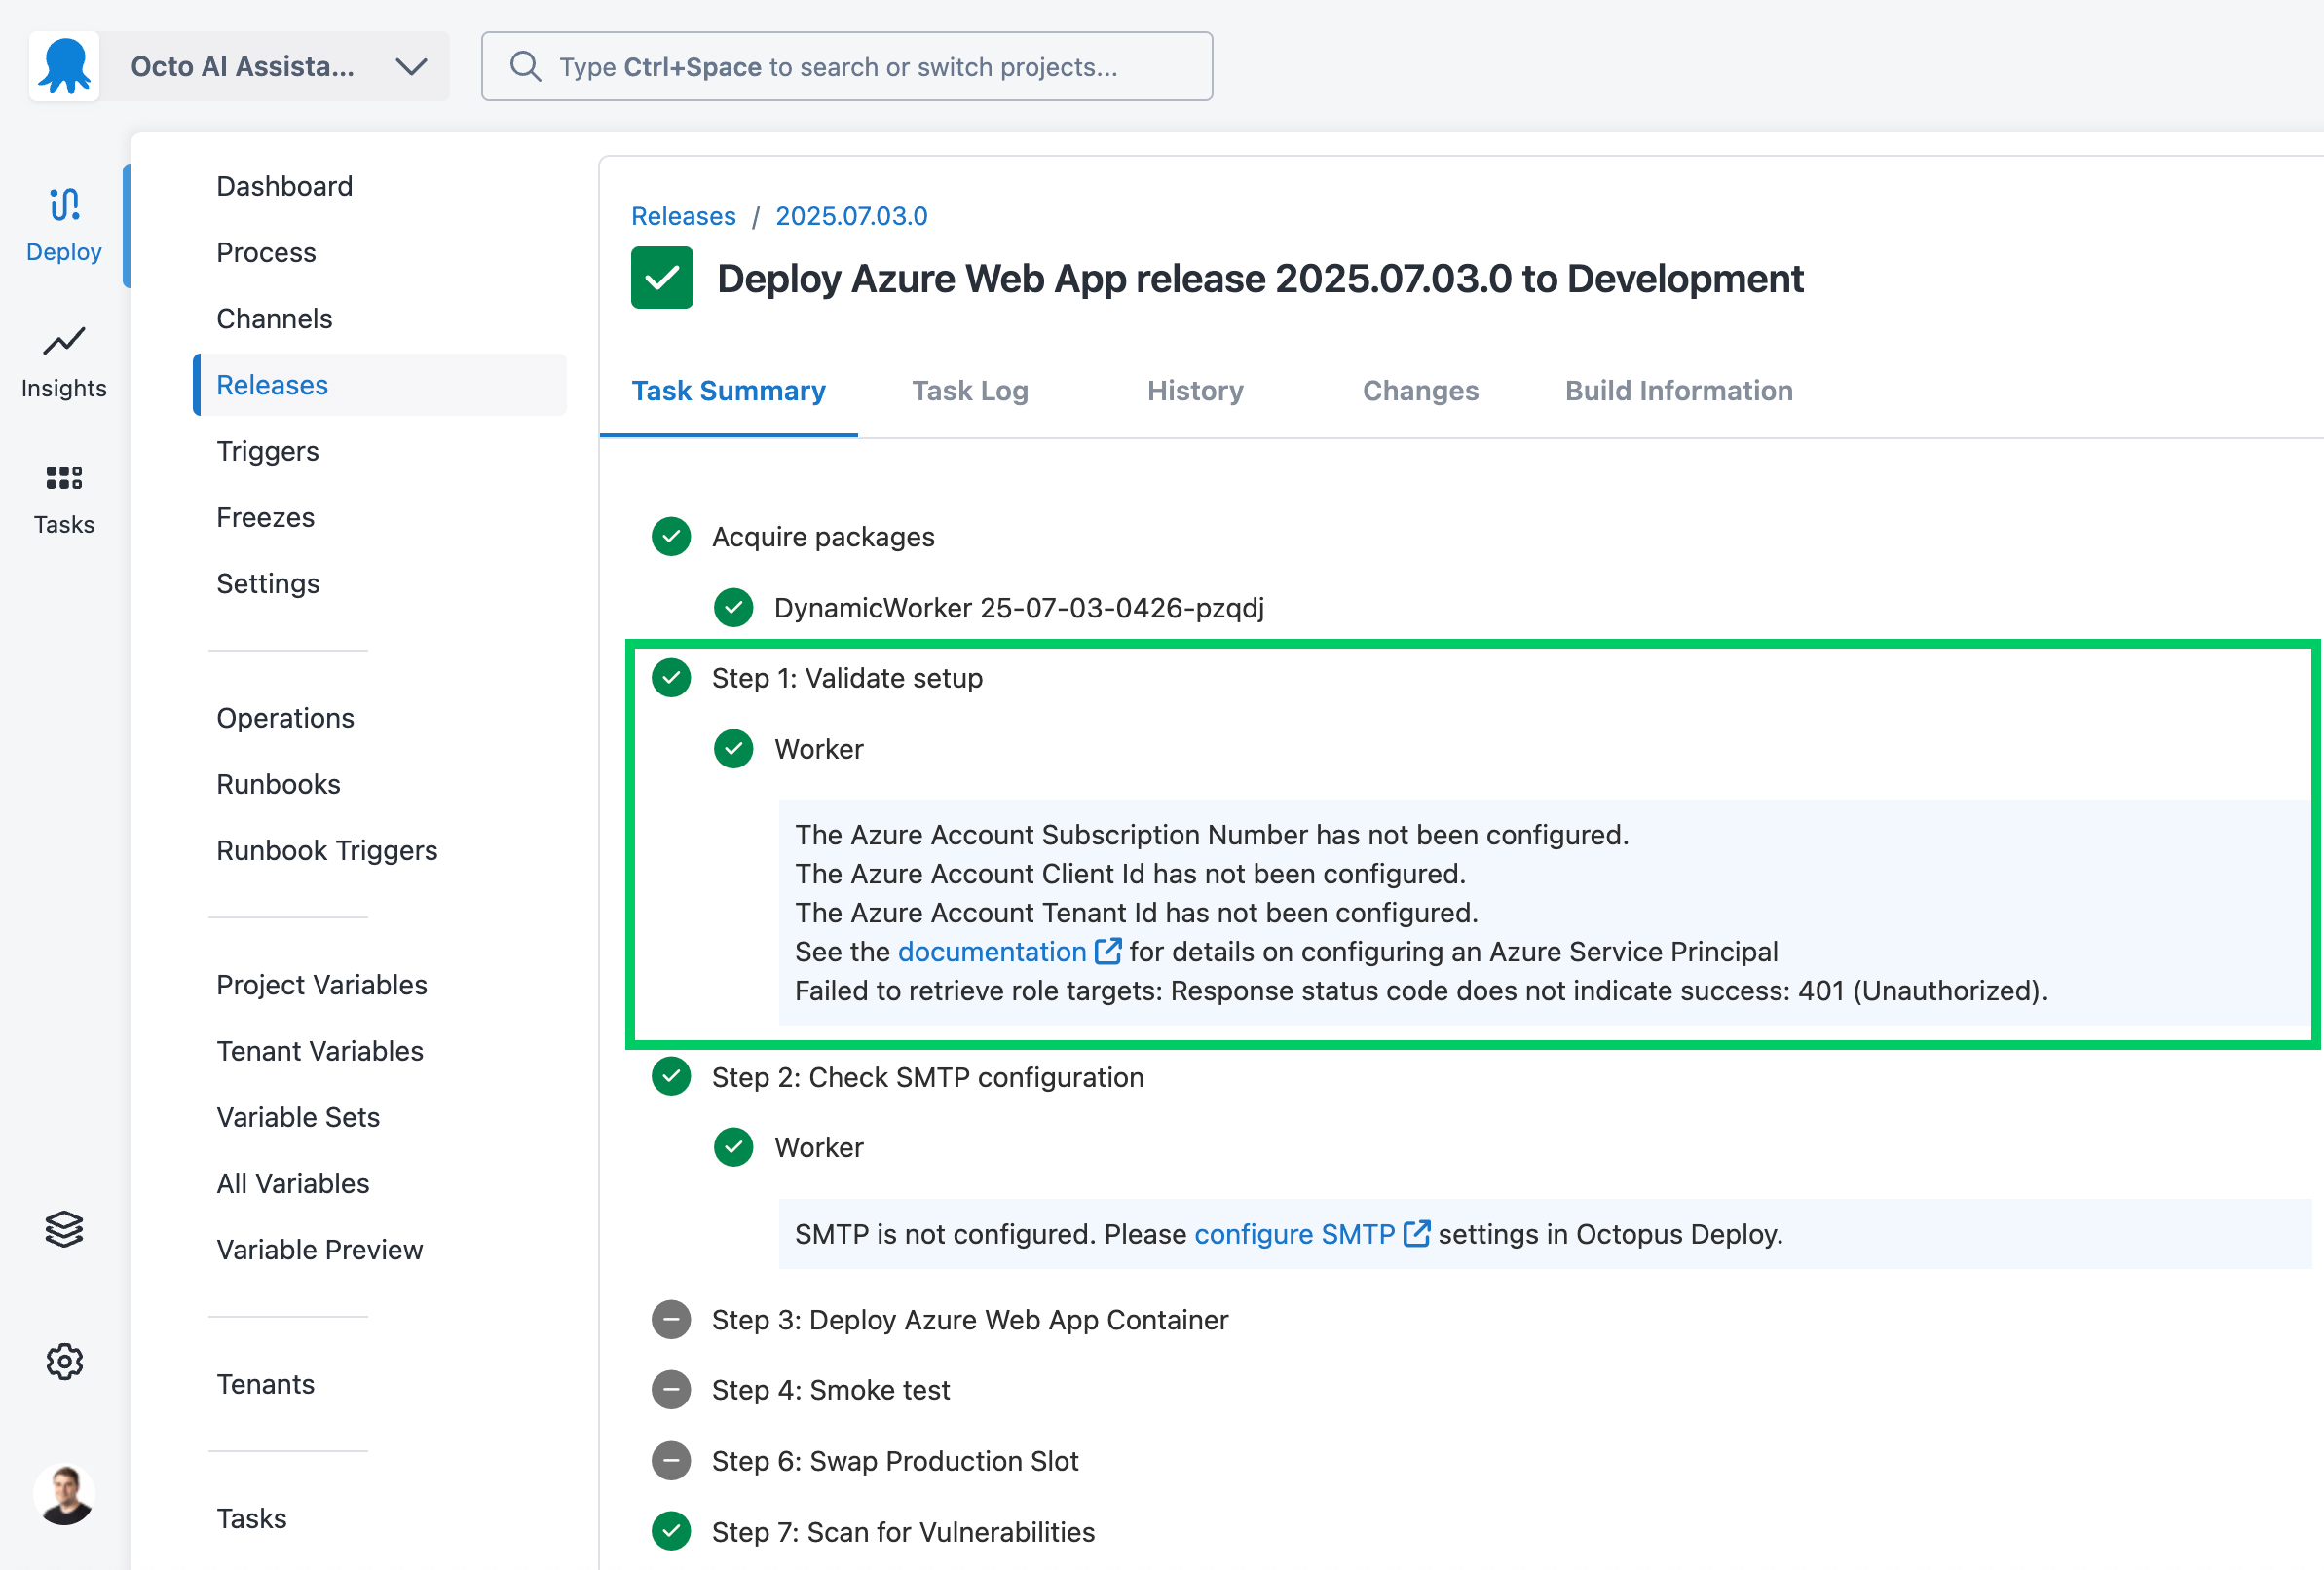 Octo AI Assista...
Type Ctrl+Space to search or switch projects...
Deploy
Insights
Tasks
Dashboard
Process
Channels
Releases
Triggers
Freezes
Settings
Operations
Runbooks
Runbook Triggers
Project Variables
Tenant Variables
Variable Sets
All Variables
Variable Preview
Tenants
Tasks
Releases / 2025.07.03.0
Deploy Azure Web App release 2025.07.03.0 to Development
Task Summary Task Log History Changes Build Information
Acquire packages
DynamicWorker 25-07-03-0426-pzqdj
Step 1: Validate setup
Worker
The Azure Account Subscription Number has not been configured.
The Azure Account Client Id has not been configured.
The Azure Account Tenant Id has not been configured.
See the documentation for details on configuring an Azure Service Principal
Failed to retrieve role targets: Response status code does not indicate success: 401 (Unauthorized).
Step 2: Check SMTP configuration
Worker
SMTP is not configured. Please configure SMTP settings in Octopus Deploy.
Step 3: Deploy Azure Web App Container
Step 4: Smoke test
Step 6: Swap Production Slot
Step 7: Scan for Vulnerabilities